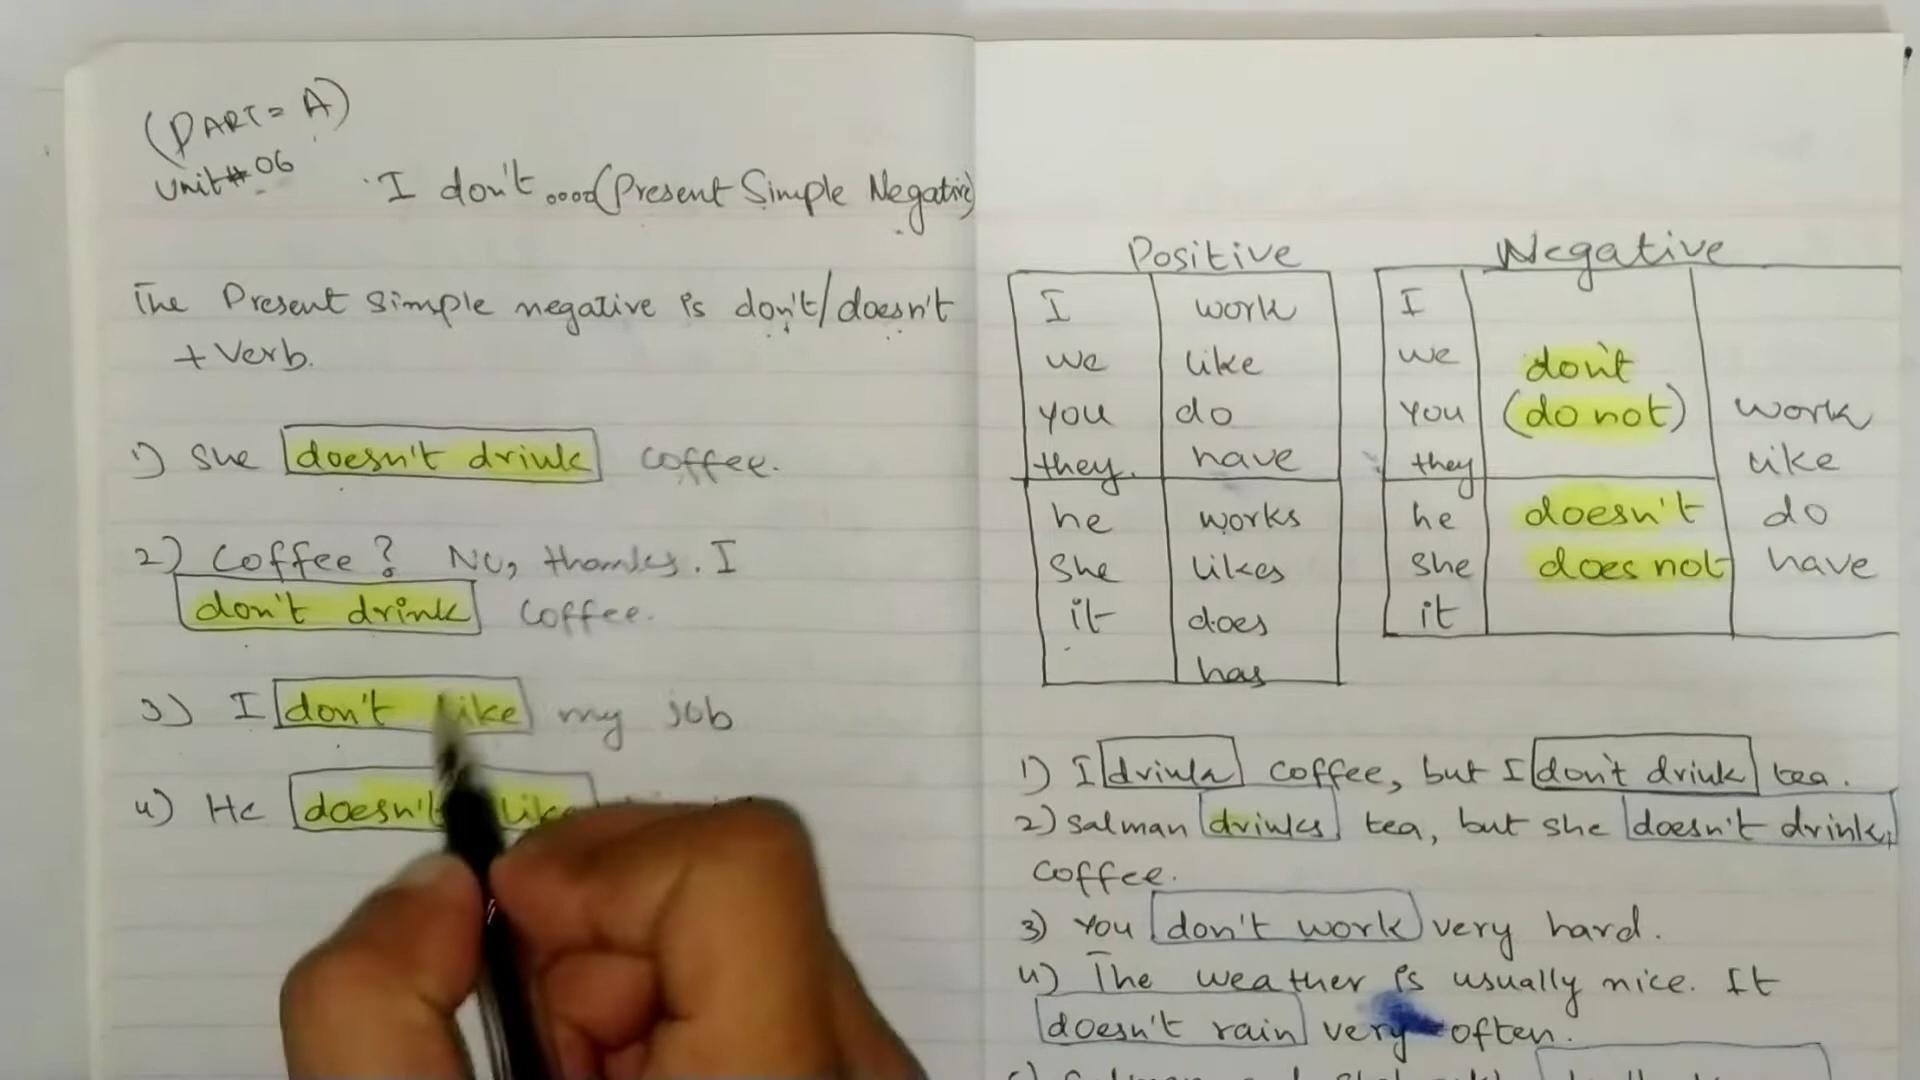 (PART = A)
Unit # 06
I don't ....(Present Simple Negative)
The Present Simple negative is don't/doesn't
+ Verb.
1) She doesn't drink coffee.
2) Coffee? No, thanks. I
don't drink coffee.
3) I don't like my job
4) He doesn't like
Positive
I work
we like
you do
they. have
he works
she likes
it does
has
Negative
I
we don't
you (do not) work
they like
he doesn't do
she does not have
it
1) I drink coffee, but I don't drink tea.
2) Salman drinks tea, but she doesn't drink
coffee.
3) You don't work very hard.
4) The weather is usually nice. It
doesn't rain very often.